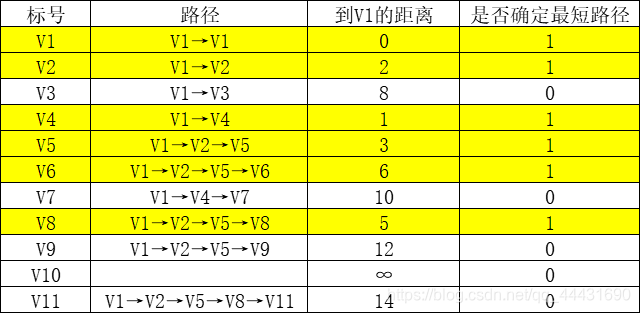 标号 路径 到V1的距离 是否确定最短路径
V1 V1→V1 0 1
V2 V1→V2 2 1
V3 V1→V3 8 0
V4 V1→V4 1 1
V5 V1→V2→V5 3 1
V6 V1→V2→V5→V6 6 1
V7 V1→V4→V7 10 0
V8 V1→V2→V5→V8 5 1
V9 V1→V2→V5→V9 12 0
V10 ∞ 0
V11 V1→V2→V5→V8→V11 14 0
https://blog.csdn.net/qq_44431690